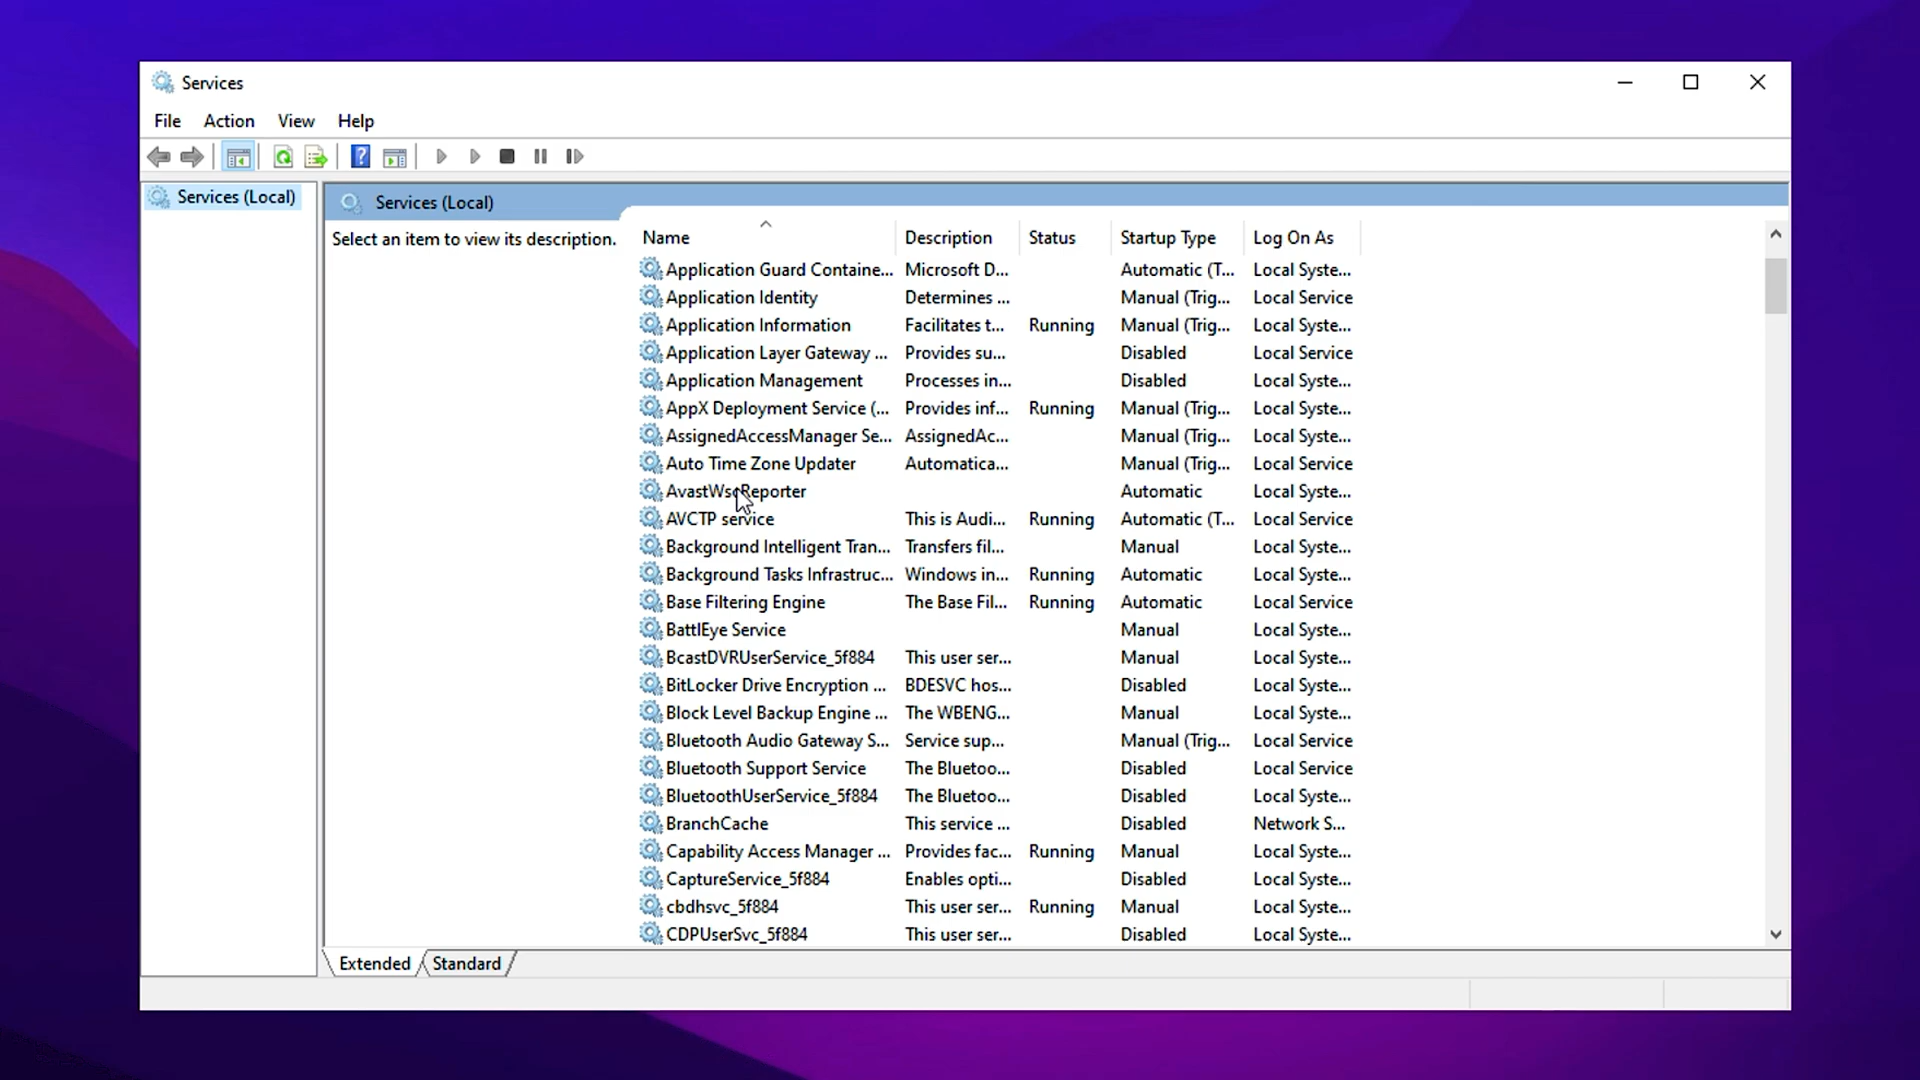 Services
File Action View Help
Services (Local)
Services (Local)
Select an item to view its description.
Name Description Status Startup Type Log On As
Application Guard Containe... Microsoft D... Automatic (T... Local Syste...
Application Identity Determines ... Manual (Trig... Local Service
Application Information Facilitates t... Running Manual (Trig... Local Syste...
Application Layer Gateway ... Provides su... Disabled Local Service
Application Management Processes in... Disabled Local Syste...
AppX Deployment Service (... Provides inf... Running Manual (Trig... Local Syste...
AssignedAccessManager Se... AssignedAc... Manual (Trig... Local Syste...
Auto Time Zone Updater Automatica... Manual (Trig... Local Service
AvastWscReporter Automatic Local Syste...
AVCTP service This is Audi... Running Automatic (T... Local Service
Background Intelligent Tran... Transfers fil... Manual Local Syste...
Background Tasks Infrastruc... Windows in... Running Automatic Local Syste...
Base Filtering Engine The Base Fil... Running Automatic Local Service
BattlEye Service Manual Local Syste...
BcastDVRUserService_5f884 This user ser... Manual Local Syste...
BitLocker Drive Encryption ... BDESVC hos... Disabled Local Syste...
Block Level Backup Engine ... The WBENG... Manual Local Syste...
Bluetooth Audio Gateway S... Service sup... Manual (Trig... Local Service
Bluetooth Support Service The Bluetoo... Disabled Local Service
BluetoothUserService_5f884 The Bluetoo... Disabled Local Syste...
BranchCache This service ... Disabled Network S...
Capability Access Manager ... Provides fac... Running Manual Local Syste...
CaptureService_5f884 Enables opti... Disabled Local Syste...
cbdhsvc_5f884 This user ser... Running Manual Local Syste...
CDPUserSvc_5f884 This user ser... Disabled Local Syste...
Extended Standard